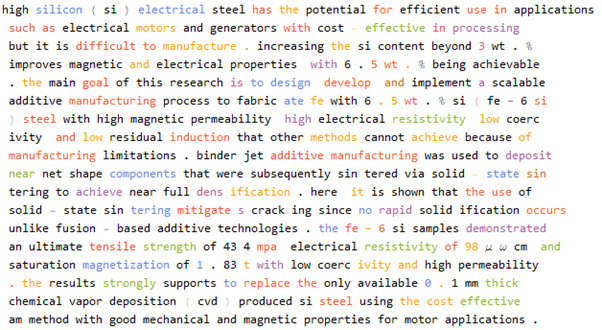 high silicon ( si ) electrical steel has the potential for efficient use in applications
such as electrical motors and generators with cost - effective in processing
but it is difficult to manufacture . increasing the si content beyond 3 wt . %
improves magnetic and electrical properties with 6 . 5 wt . % being achievable
. the main goal of this research is to design develop and implement a scalable
additive manufacturing process to fabric ate fe with 6 . 5 wt . % si ( fe - 6 si
) steel with high magnetic permeability high electrical resistivity low coerc
ivity and low residual induction that other methods cannot achieve because of
manufacturing limitations . binder jet additive manufacturing was used to deposit
near net shape components that were subsequently sin tered via solid - state sin
tering to achieve near full dens ification . here it is shown that the use of
solid - state sin tering mitigate s crack ing since no rapid solid ification occurs
unlike fusion - based additive technologies . the fe - 6 si samples demonstrated
an ultimate tensile strength of 43 4 mpa electrical resistivity of 98 μ ω cm and
saturation magnetization of 1 . 83 t with low coerc ivity and high permeability
. the results strongly supports to replace the only available 0 . 1 mm thick
chemical vapor deposition ( cvd ) produced si steel using the cost effective
am method with good mechanical and magnetic properties for motor applications .